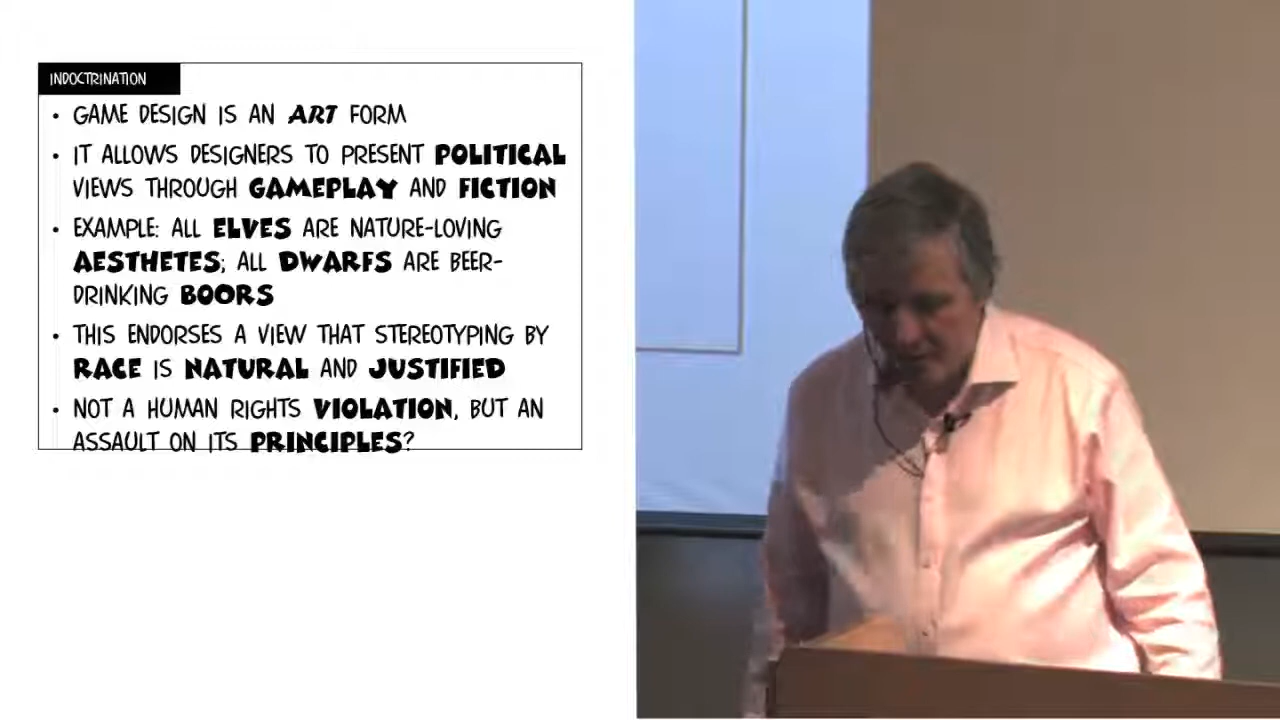 INDOCTRINATION
• GAME DESIGN IS AN ART FORM
• IT ALLOWS DESIGNERS TO PRESENT POLITICAL
VIEWS THROUGH GAMEPLAY AND FICTION
• EXAMPLE: ALL ELVES ARE NATURE-LOVING
AESTHETES; ALL DWARFS ARE BEER-
DRINKING BOORS
• THIS ENDORSES A VIEW THAT STEREOTYPING BY
RACE IS NATURAL AND JUSTIFIED
• NOT A HUMAN RIGHTS VIOLATION, BUT AN
ASSAULT ON ITS PRINCIPLES?